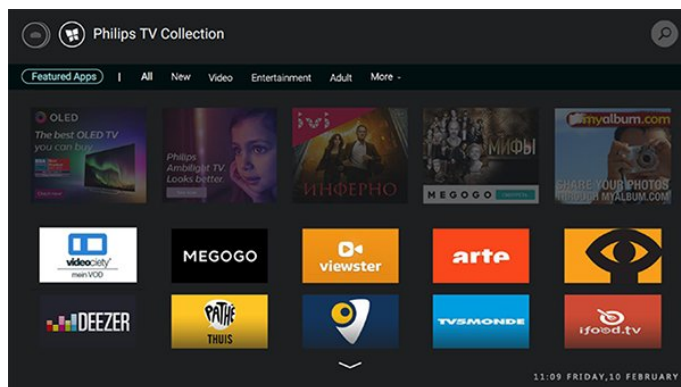 Philips TV Collection
Featured Apps | All New Video Entertainment Adult More
OLED
The best OLED TV
you can buy
Philips
Ambilight TV.
Looks better.
ИНФЕРНО
МИФЫ
MEGOGO
myalbum.com
SHARE YOUR PHOTOS
THROUGH MYALBUM.COM
videociety
mein VOD
MEGOGO
viewster
arte
DEEZER
PATHÉ
THUIS
TV5MONDE
ifood.tv
11:09 FRIDAY,10 FEBRUARY